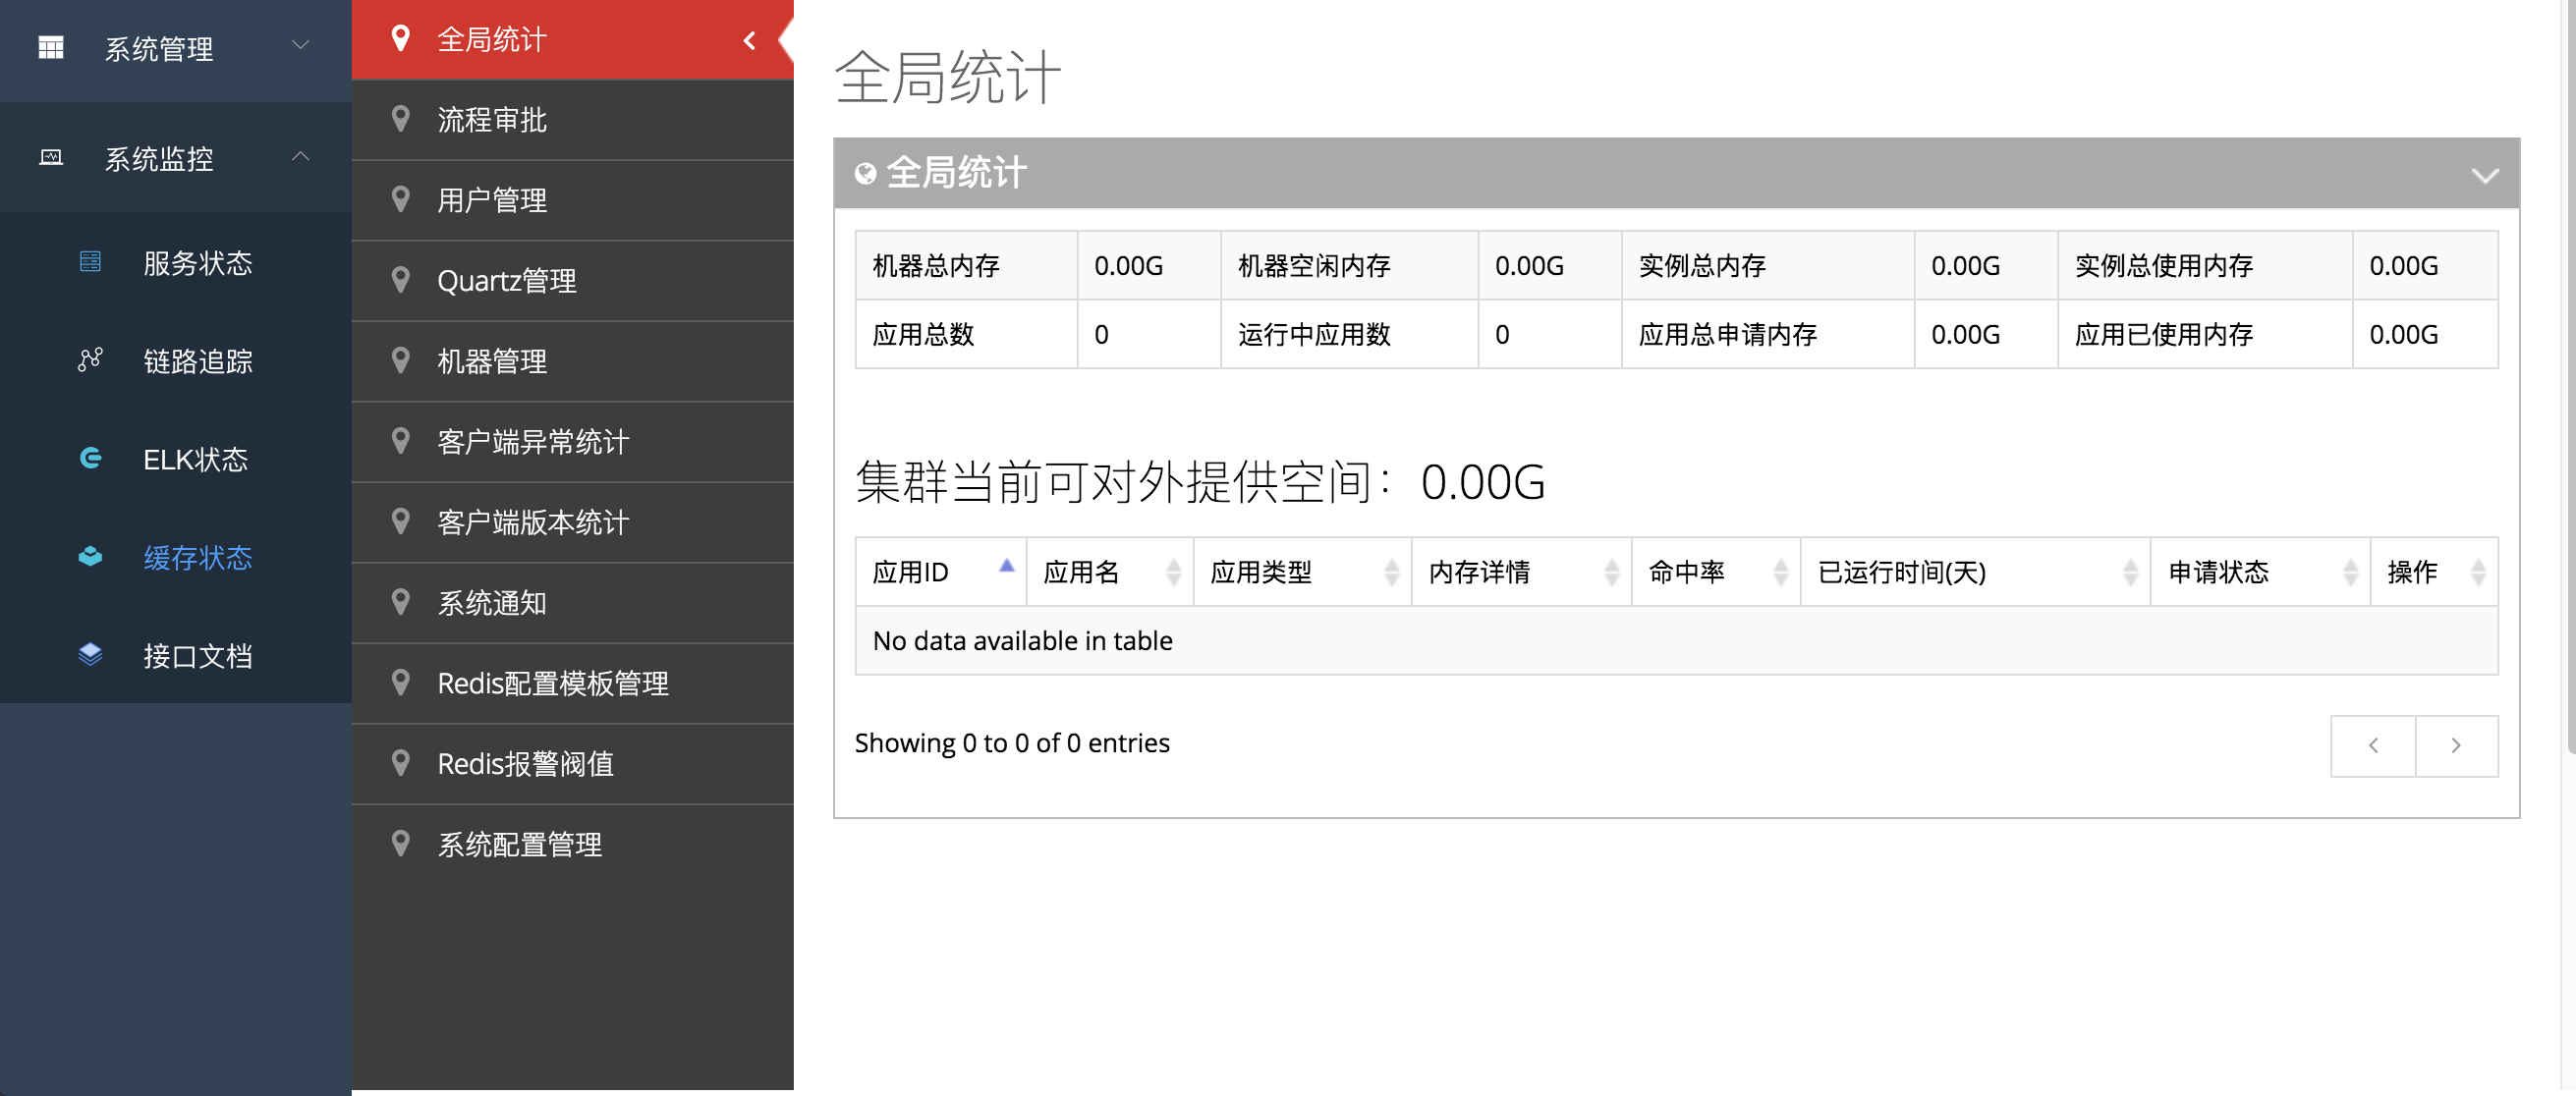 系统管理
系统监控
服务状态
链路追踪
ELK状态
缓存状态
接口文档
全局统计
流程审批
用户管理
Quartz管理
机器管理
客户端异常统计
客户端版本统计
系统通知
Redis配置模板管理
Redis报警阀值
系统配置管理
全局统计
全局统计
机器总内存 0.00G 机器空闲内存 0.00G 实例总内存 0.00G 实例总使用内存 0.00G
应用总数 0 运行中应用数 0 应用总申请内存 0.00G 应用已使用内存 0.00G
集群当前可对外提供空间：0.00G
应用ID 应用名 应用类型 内存详情 命中率 已运行时间(天) 申请状态 操作
No data available in table
Showing 0 to 0 of 0 entries